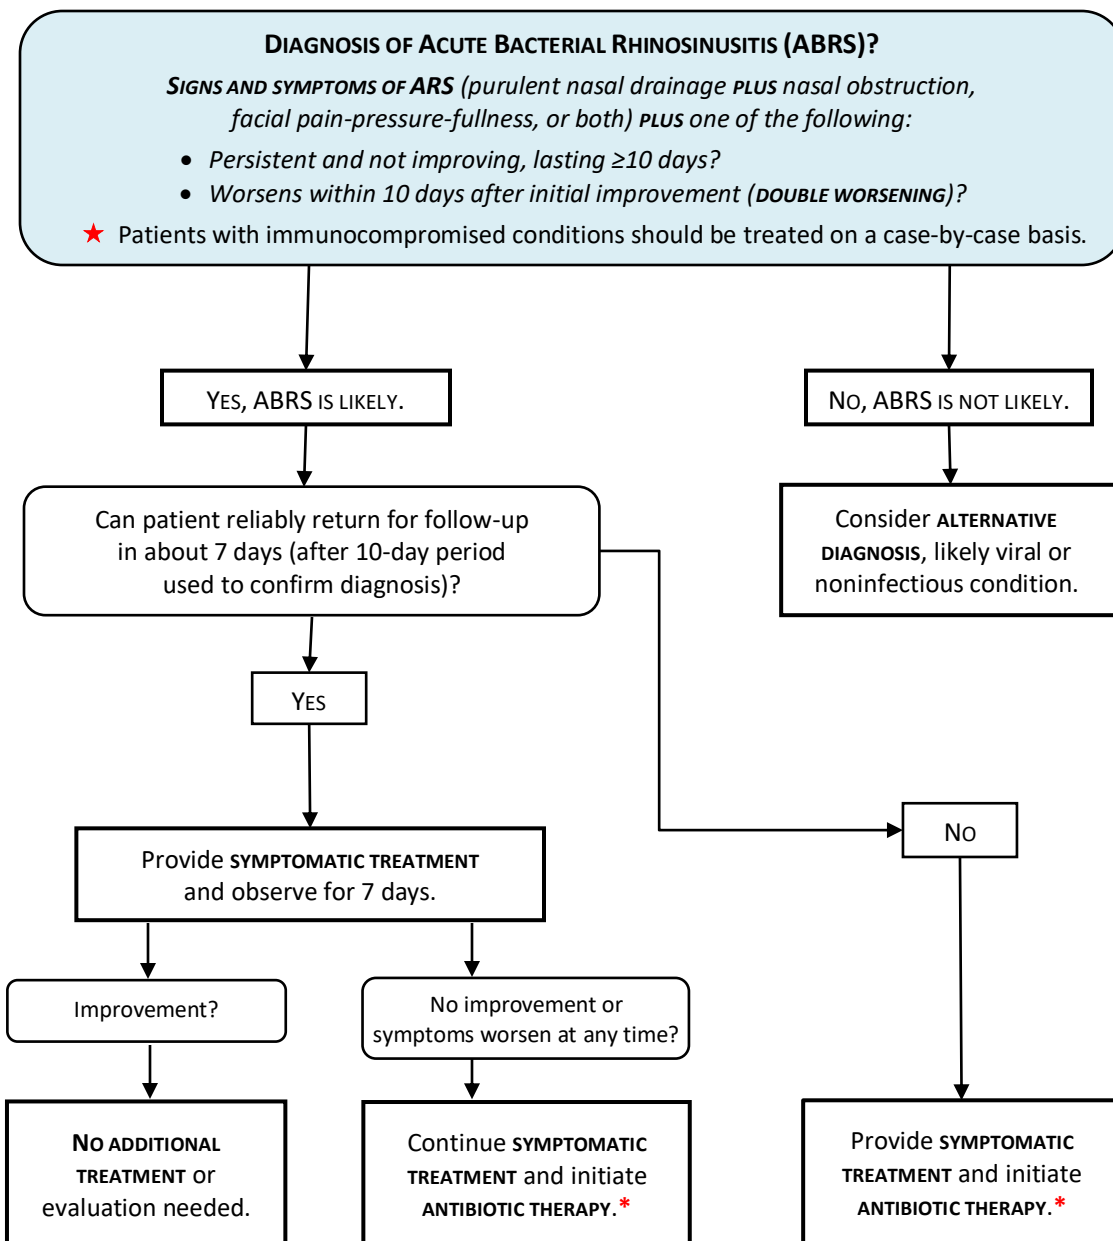 DIAGNOSIS OF ACUTE BACTERIAL RHINOSINUSITIS (ABRS)?
SIGNS AND SYMPTOMS OF ARS (purulent nasal drainage PLUS nasal obstruction,
facial pain-pressure-fullness, or both) PLUS one of the following:
• Persistent and not improving, lasting ≥10 days?
• Worsens within 10 days after initial improvement (DOUBLE WORSENING)?
★ Patients with immunocompromised conditions should be treated on a case-by-case basis.
YES, ABRS IS LIKELY.
NO, ABRS IS NOT LIKELY.
Can patient reliably return for follow-up
in about 7 days (after 10-day period
used to confirm diagnosis)?
Consider ALTERNATIVE
DIAGNOSIS, likely viral or
noninfectious condition.
YES
NO
Provide SYMPTOMATIC TREATMENT
and observe for 7 days.
Improvement?
No improvement or
symptoms worsen at any time?
NO ADDITIONAL
TREATMENT or
evaluation needed.
Continue SYMPTOMATIC
TREATMENT and initiate
ANTIBIOTIC THERAPY.*
Provide SYMPTOMATIC
TREATMENT and initiate
ANTIBIOTIC THERAPY.*